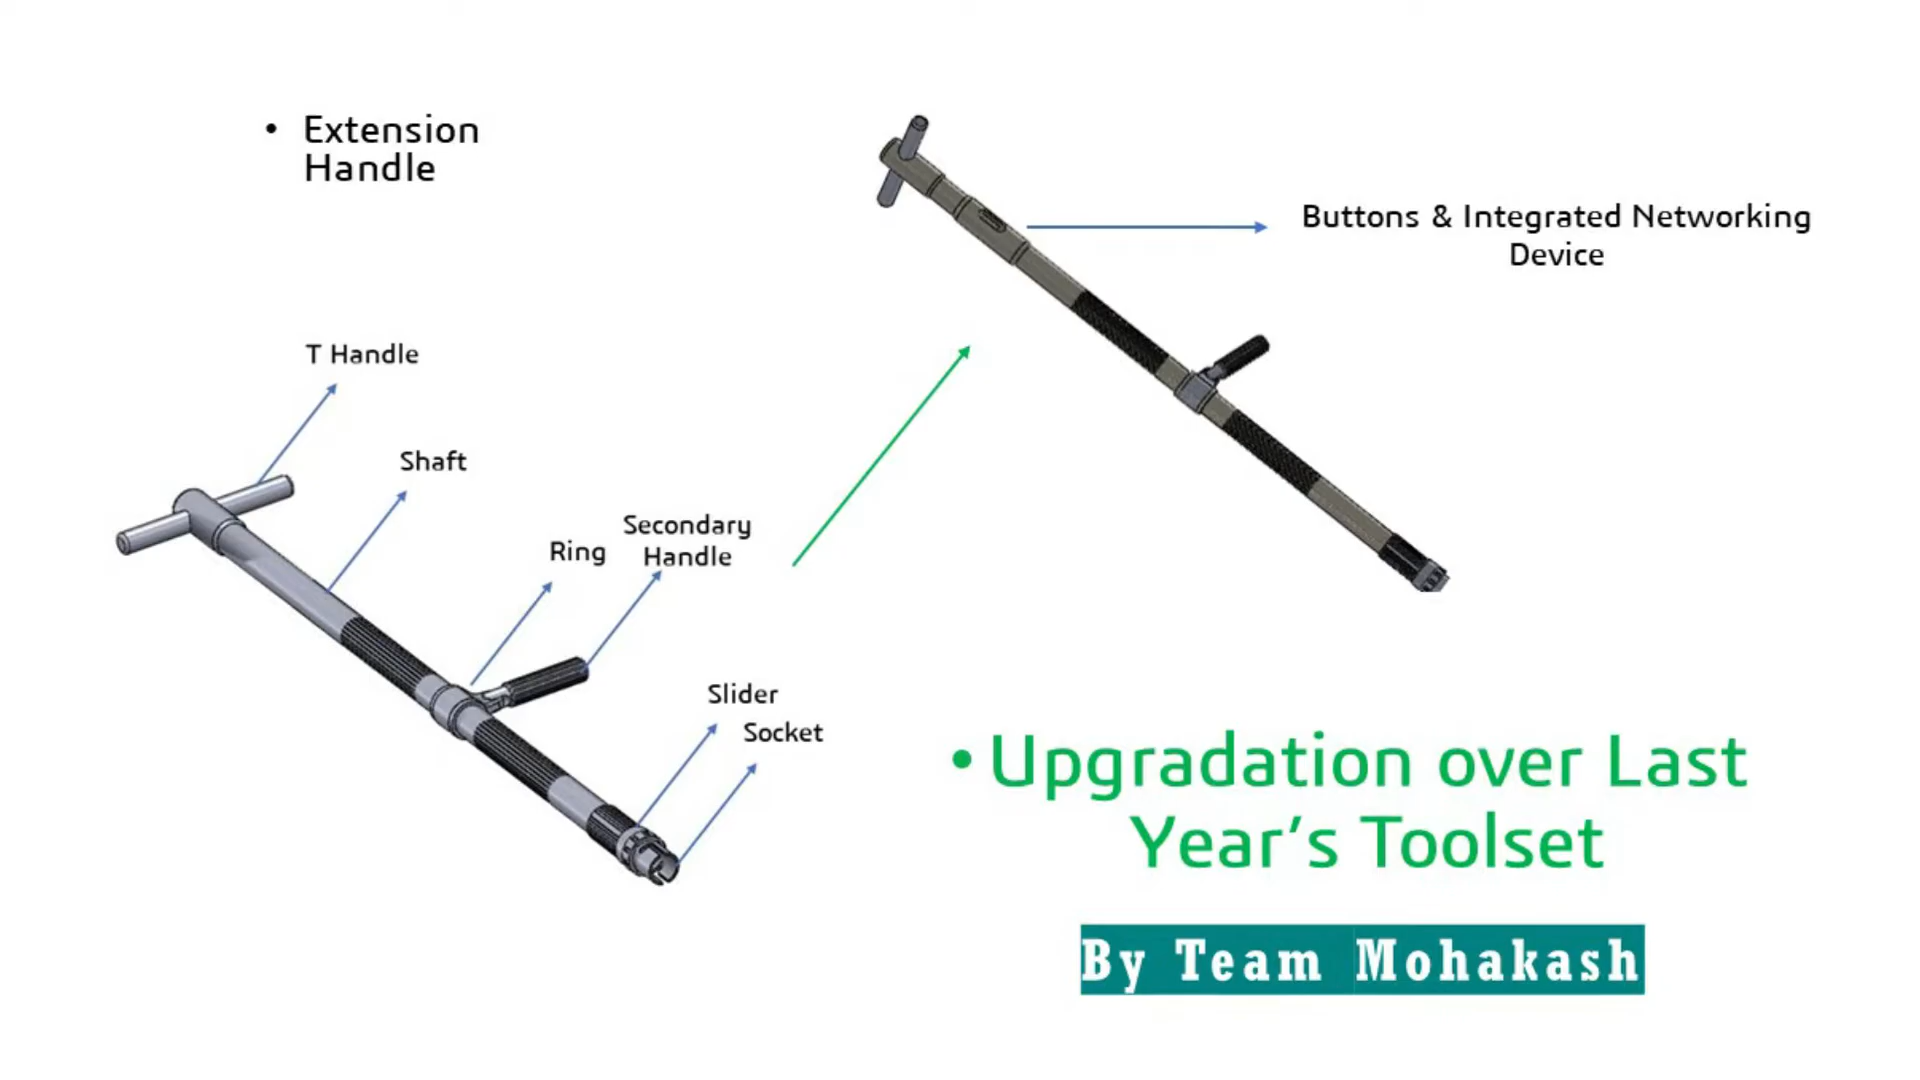 • Extension
Handle
Buttons & Integrated Networking
Device
T Handle
Shaft
Ring
Secondary
Handle
Slider
Socket
• Upgradation over Last
Year’s Toolset
By Team Mohakash